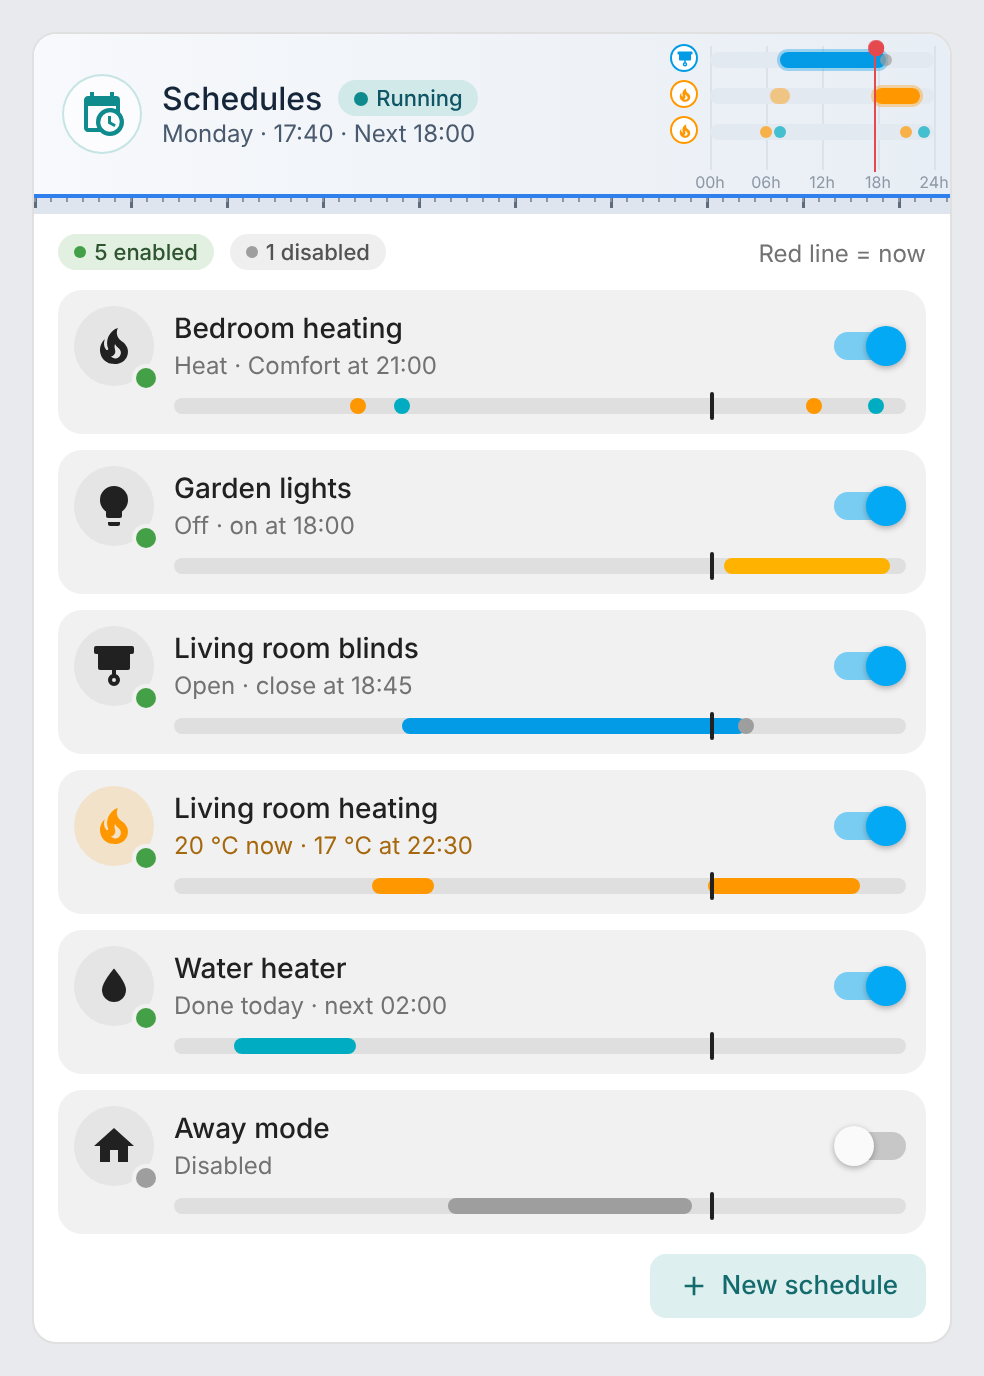 Schedules
Running
Monday · 17:40 · Next 18:00
00h 06h 12h 18h 24h
5 enabled
1 disabled
Red line = now
Bedroom heating
Heat · Comfort at 21:00
Garden lights
Off · on at 18:00
Living room blinds
Open · close at 18:45
Living room heating
20 °C now · 17 °C at 22:30
Water heater
Done today · next 02:00
Away mode
Disabled
+ New schedule